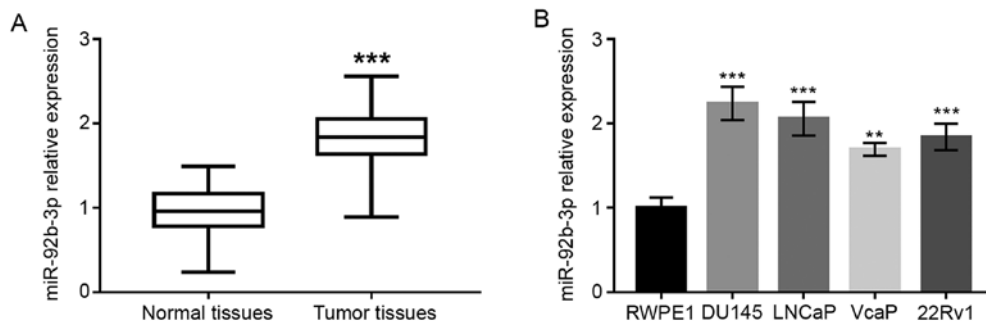 A
miR-92b-3p relative expression
3
2
1
0
***
Normal tissues
Tumor tissues
B
miR-92b-3p relative expression
3
2
1
0
***
***
**
***
RWPE1
DU145
LNCaP
VcaP
22Rv1